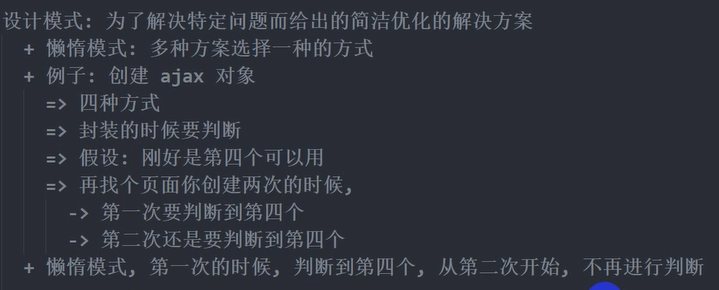 设计模式: 为了解决特定问题而给出的简洁优化的解决方案
+ 懒惰模式: 多种方案选择一种的方式
+ 例子: 创建 ajax 对象
=> 四种方式
=> 封装的时候要判断
=> 假设: 刚好是第四个可以用
=> 再找个页面你创建两次的时候,
-> 第一次要判断到第四个
-> 第二次还是要判断到第四个
+ 懒惰模式, 第一次的时候, 判断到第四个, 从第二次开始, 不再进行判断